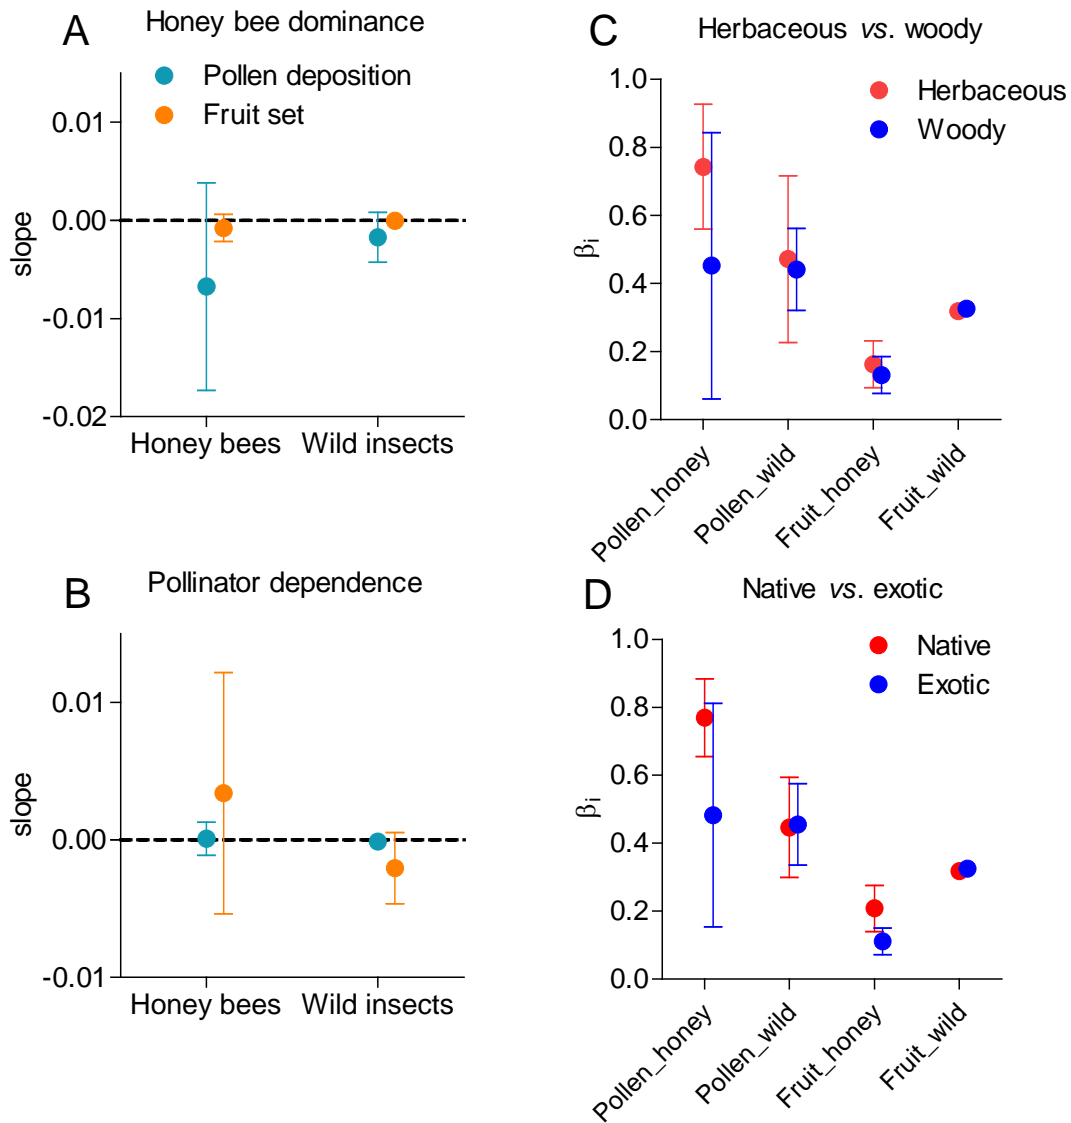 A
Honey bee dominance
Pollen deposition
Fruit set
0.01
0.00
-0.01
-0.02
slope
Honey bees
Wild insects
C
Herbaceous vs. woody
Herbaceous
Woody
1.0
0.8
0.6
0.4
0.2
0.0
βi
Pollen_honey
Pollen_wild
Fruit_honey
Fruit_wild
B
Pollinator dependence
0.01
0.00
-0.01
slope
Honey bees
Wild insects
D
Native vs. exotic
Native
Exotic
1.0
0.8
0.6
0.4
0.2
0.0
βi
Pollen_honey
Pollen_wild
Fruit_honey
Fruit_wild